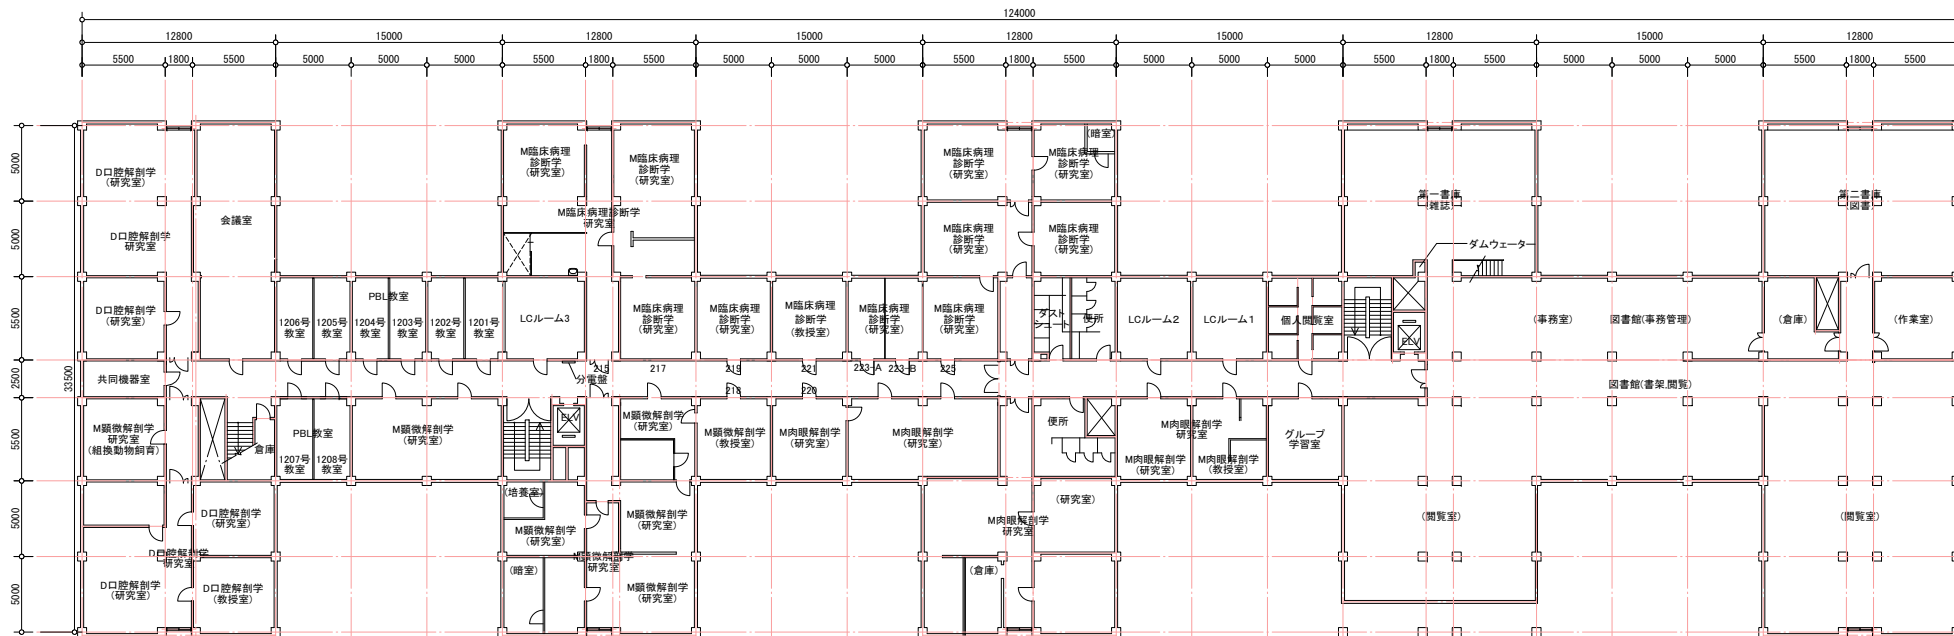 124000
12800
15000
12800
15000
12800
15000
12800
15000
12800
5500
1800
5500
5000
5000
5000
5500
1800
5500
5000
5000
5000
5500
1800
5500
5000
5000
5000
5500
1800
5500
5000
5000
5000
5500
1800
5500
33500
5000
5000
5500
2500
5500
5000
5000
D口腔解剖学
(研究室)
会議室
D口腔解剖学
研究室
M臨床病理
診断学
(研究室)
M臨床病理
診断学
(研究室)
M臨床病理診断学
研究室
M臨床病理
診断学
(研究室)
(暗室)
M臨床病理
診断学
(研究室)
M臨床病理
診断学
(研究室)
M臨床病理
診断学
(研究室)
第一書庫
(雑誌)
ダムウェーター
第二書庫
図書
D口腔解剖学
(研究室)
PBL教室
1206号
教室
1205号
教室
1204号
教室
1203号
教室
1202号
教室
1201号
教室
LCルーム3
M臨床病理
診断学
(研究室)
M臨床病理
診断学
(研究室)
M臨床病理
診断学
(教授室)
M臨床病理
診断学
(研究室)
M臨床病理
診断学
(研究室)
ダスト
シュート
便所
LCルーム2
LCルーム1
個人閲覧室
ELV
(事務室)
図書館(事務管理)
(倉庫)
(作業室)
共同機器室
215
分電盤
217
219
221
223-A
223-B
225
218
220
図書館(書架,閲覧)
M顕微解剖学
研究室
(組換動物飼育)
倉庫
PBL教室
1207号
教室
1208号
教室
M顕微解剖学
(研究室)
ELV
M顕微解剖学
(研究室)
M顕微解剖学
(教授室)
M肉眼解剖学
(研究室)
M肉眼解剖学
(研究室)
便所
M肉眼解剖学
研究室
M肉眼解剖学
(研究室)
M肉眼解剖学
(教授室)
グループ
学習室
D口腔解剖学
(研究室)
D口腔解剖学
研究室
D口腔解剖学
(研究室)
D口腔解剖学
(教授室)
(培養室)
M顕微解剖学
(研究室)
M顕微解剖学
(研究室)
M顕微解剖学
研究室
(暗室)
M顕微解剖学
(研究室)
(研究室)
M肉眼解剖学
研究室
(倉庫)
(閲覧室)
(閲覧室)